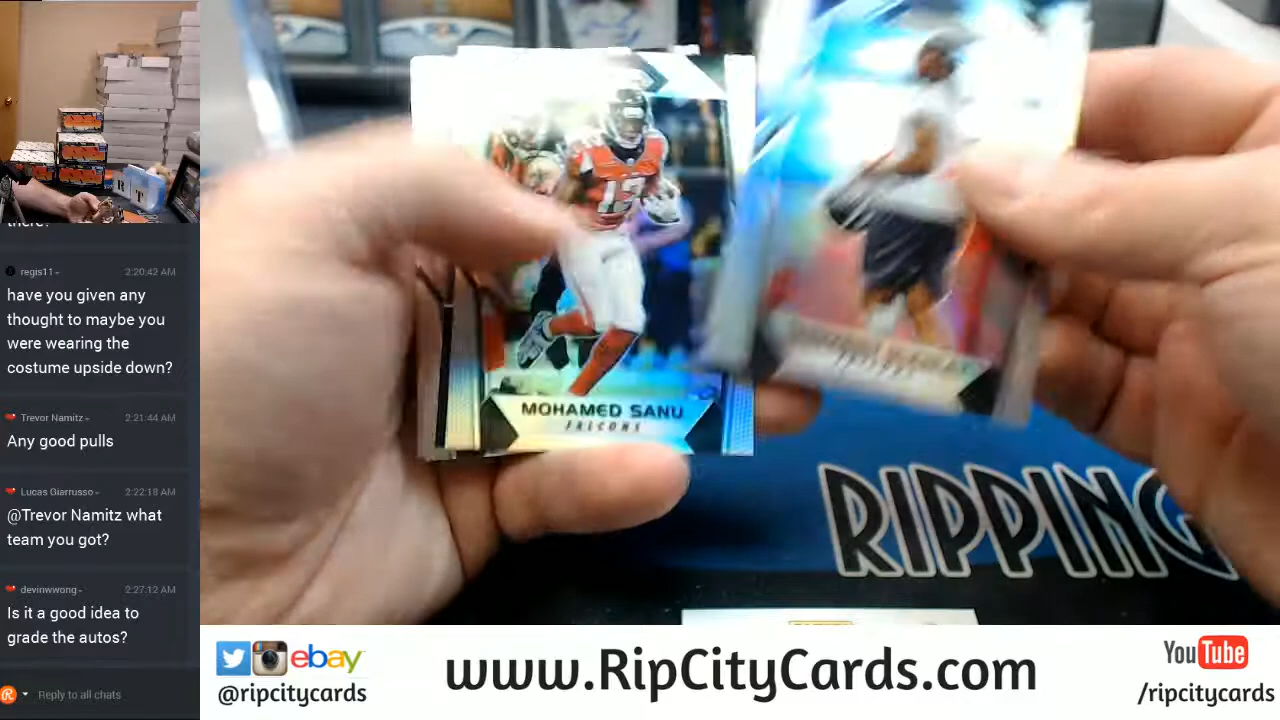 there?
regis11
2:20:42 AM
have you given any
thought to maybe you
were wearing the
costume upside down?
Trevor Namitz
2:21:44 AM
Any good pulls
Lucas Giarrusso
2:22:18 AM
@Trevor Namitz what
team you got?
devinwwong
2:27:12 AM
Is it a good idea to
grade the autos?
Reply to all chats
12
MOHAMED SANU
FALCONS
RIPPING
ebay
@ripcitycards
www.RipCityCards.com
YouTube
/ripcitycards